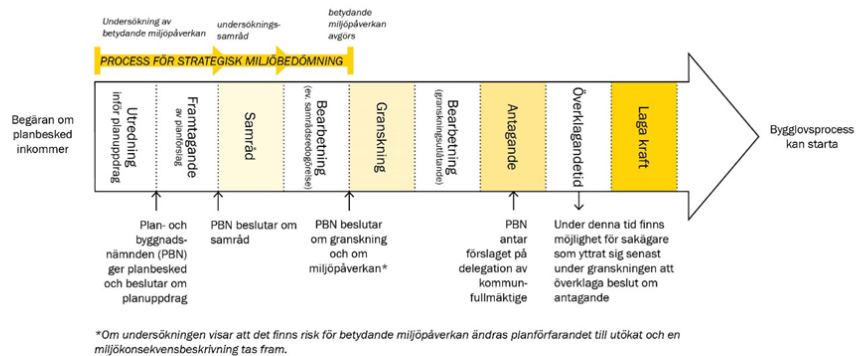 Undersökning av
betydande miljöpåverkan
undersöknings-
samråd
betydande
miljöpåverkan
avgörs
PROCESS FÖR STRATEGISK MILJÖBEDÖMNING
Begäran om
planbesked
inkommer
Utredning
inför planuppdrag
Framtagande
av planförslag
Samråd
Bearbetning
(ev. samrådsredogörelse)
Granskning
Bearbetning
(granskningsutlåtande)
Antagande
Överklagandetid
Laga kraft
Bygglovsprocess
kan starta
Plan- och
byggnads-
nämnden (PBN)
ger planbesked
och beslutar om
planuppdrag
PBN beslutar om
samråd
PBN beslutar
om granskning
och om
miljöpåverkan*
PBN
antar
förslaget på
delegation av
kommun-
fullmäktige
Under denna tid finns
möjlighet för sakägare
som yttrat sig senast
under granskningen att
överklaga beslut om
antagande
*Om undersökningen visar att det finns risk för betydande miljöpåverkan ändras planförfarandet till utökat och en
miljökonsekvensbeskrivning tas fram.